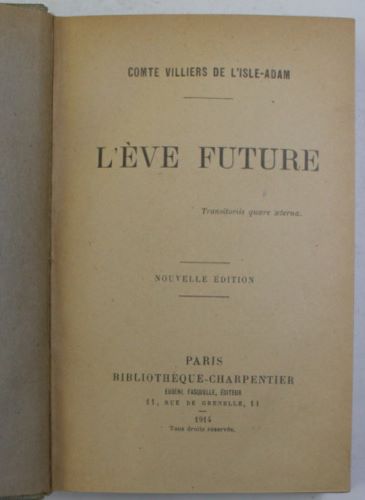 COMTE VILLIERS DE L'ISLE-ADAM
L'ÈVE FUTURE
Transitoriis quære æterna.
NOUVELLE ÉDITION
PARIS
BIBLIOTHÈQUE-CHARPENTIER
EUGÈNE FASQUELLE, ÉDITEUR
11, RUE DE GRENELLE, 11
1914
Tous droits réservés.